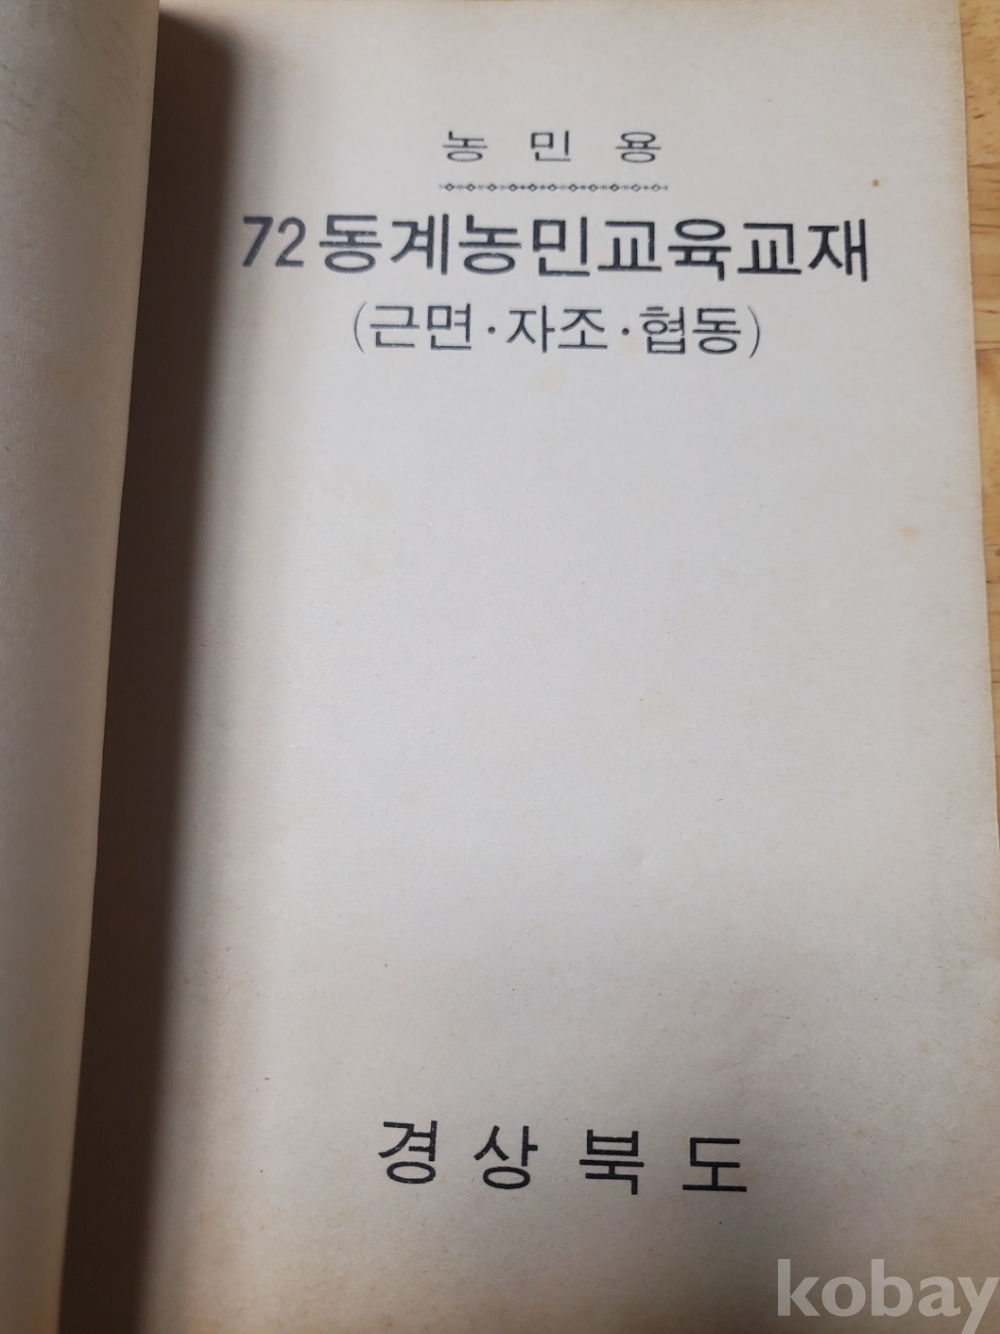 농 민 용
72동계농민교육교재
(근면·자조·협동)
경상북도
kobay